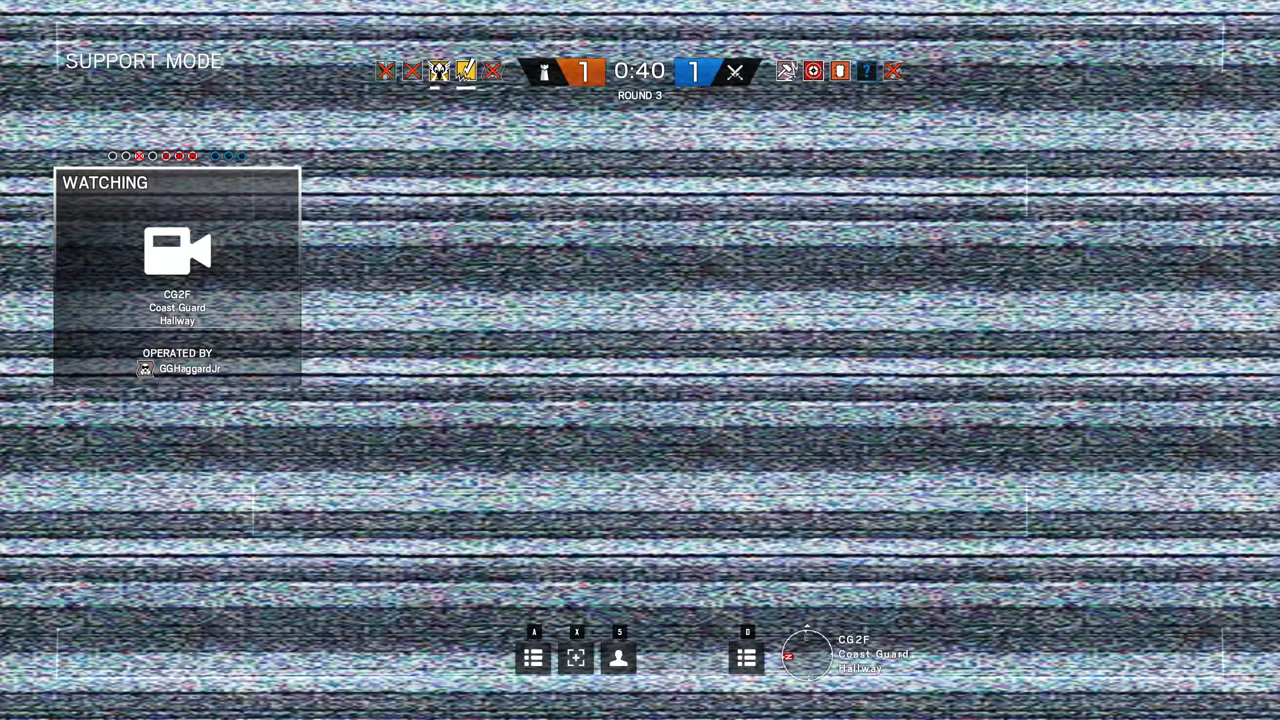 SUPPORT MODE
1 0:40 1
ROUND 3
?
WATCHING
CG2F
Coast Guard
Hallway
OPERATED BY
GGHaggardJr
A X 5 D
N
CG2F
Coast Guard
Hallway